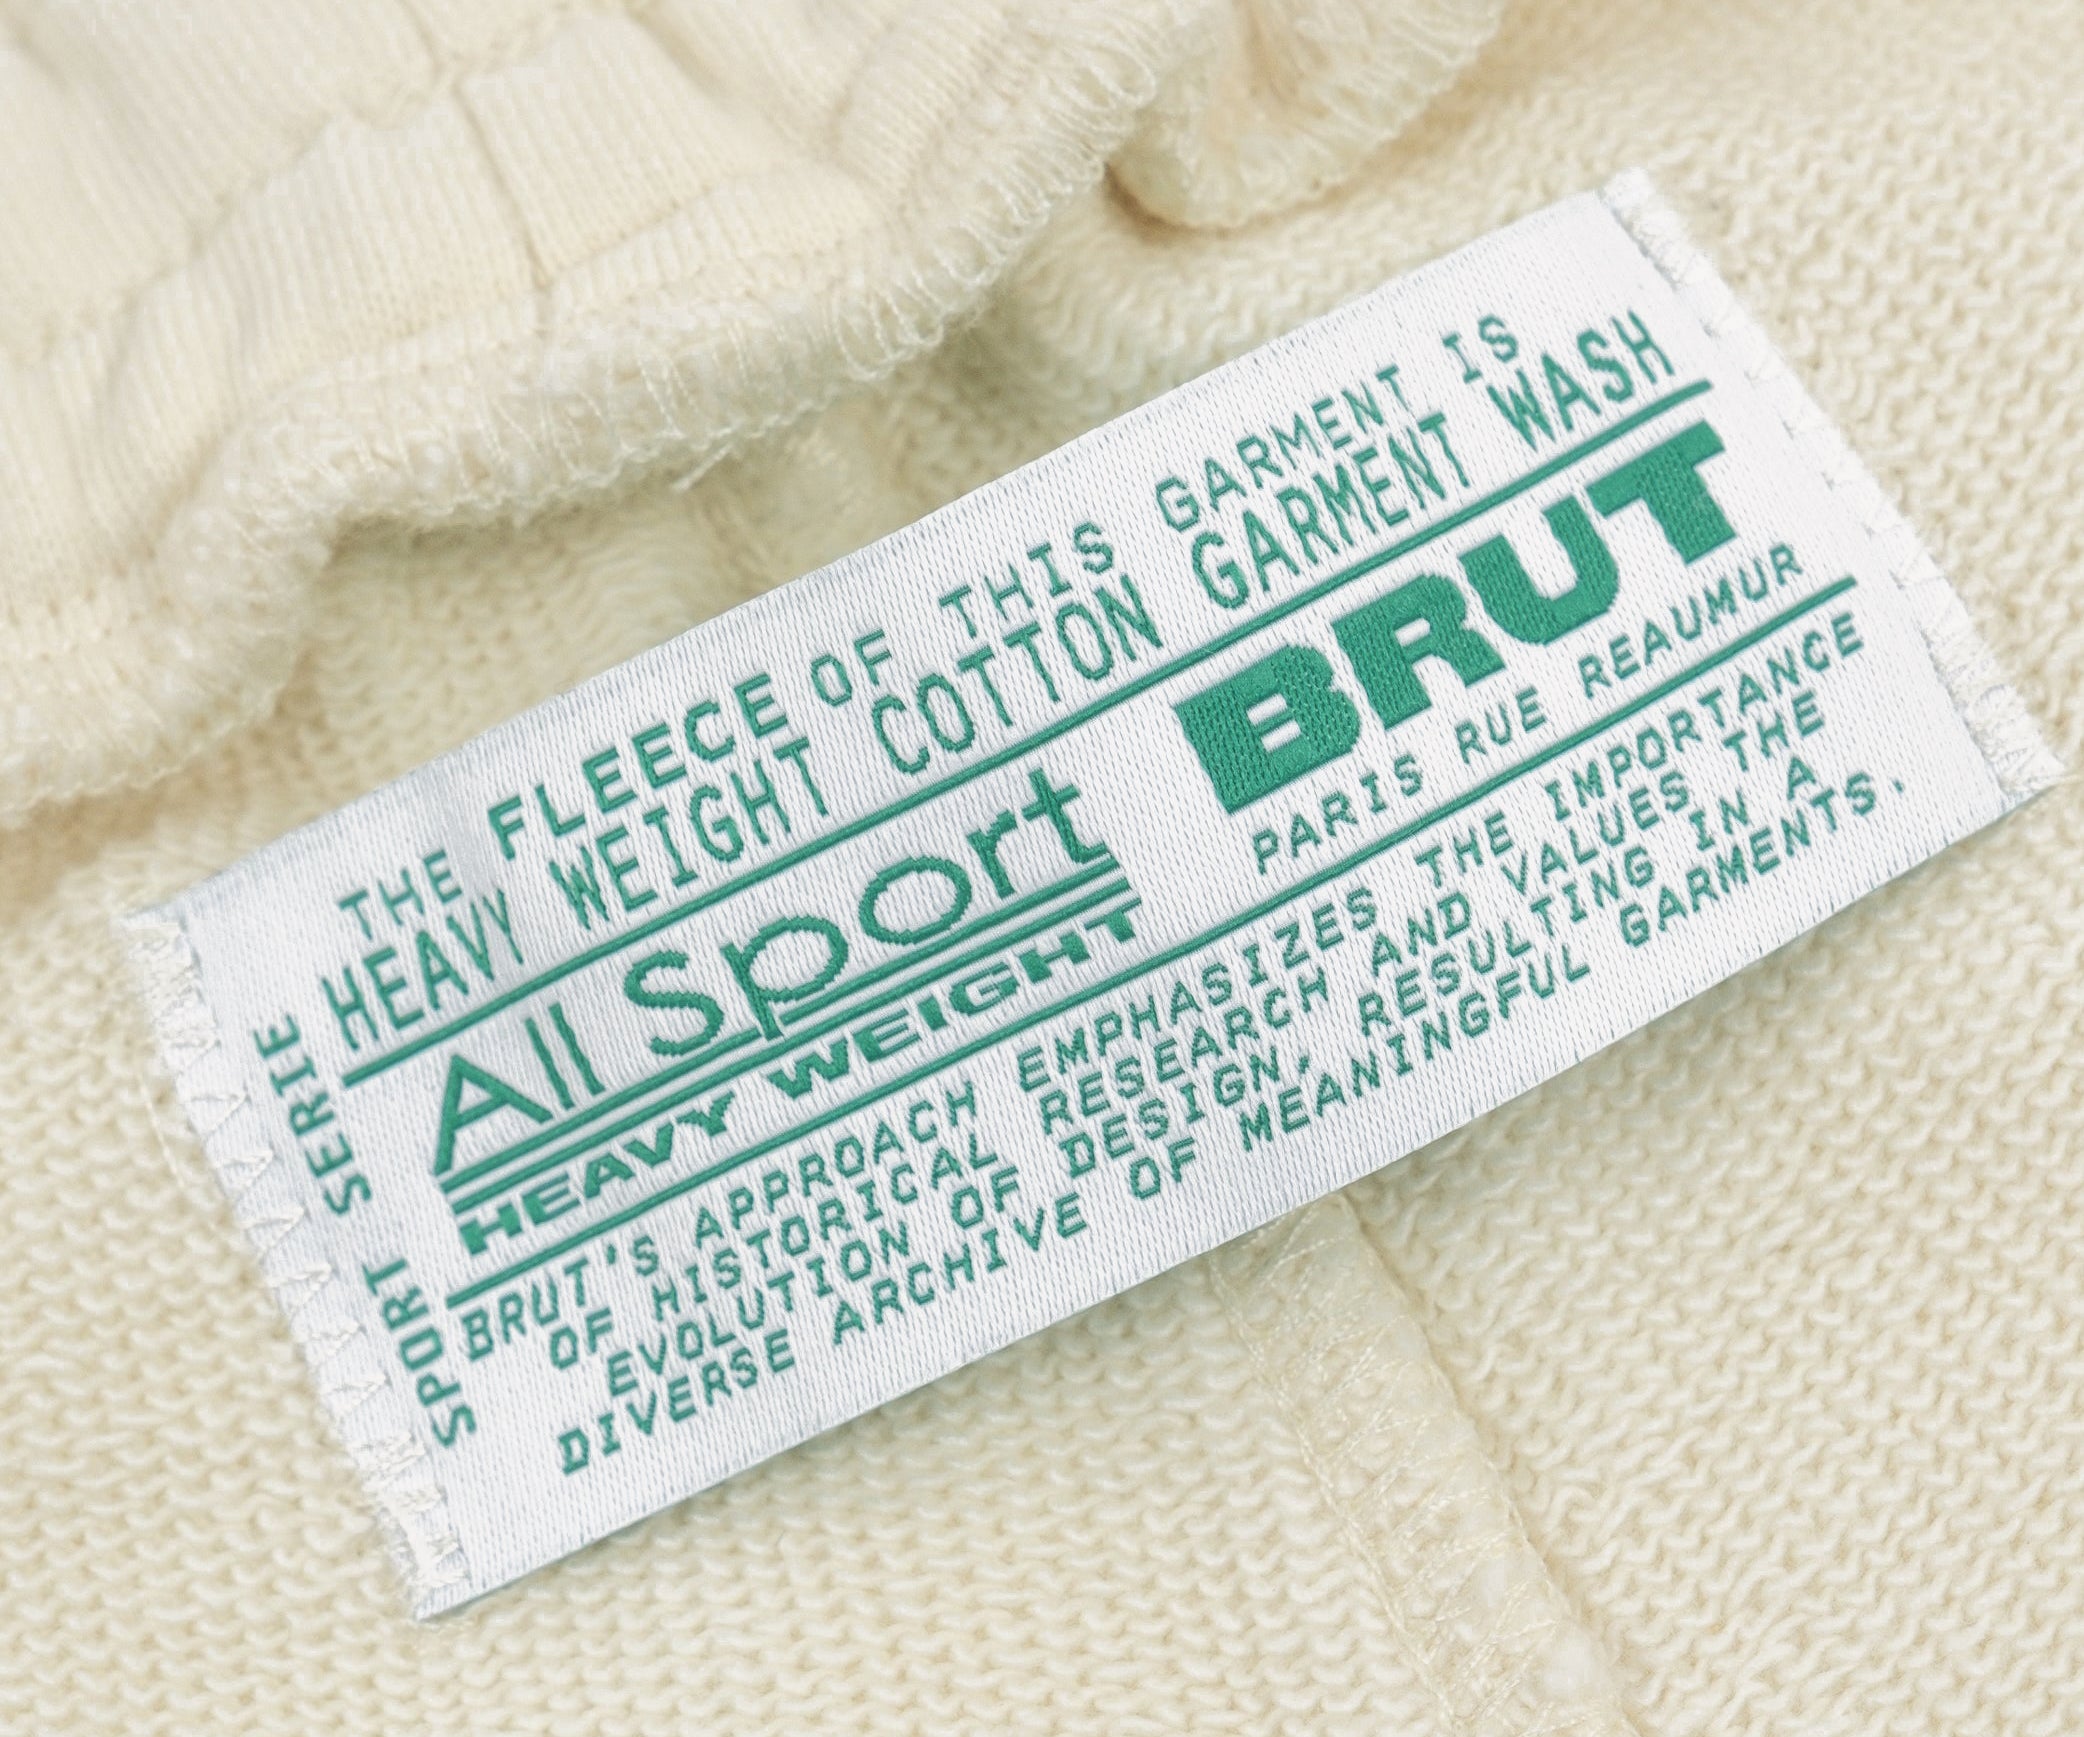 THE FLEECE OF THIS GARMENT IS
HEAVY WEIGHT COTTON GARMENT WASH
All Sport
HEAVY WEIGHT
BRUT
PARIS RUE REAUMUR
BRUT'S APPROACH EMPHASIZES THE IMPORTANCE
OF HISTORICAL RESEARCH AND VALUES THE
EVOLUTION OF DESIGN, RESULTING IN A
DIVERSE ARCHIVE OF MEANINGFUL GARMENTS.
SPORT SERIE